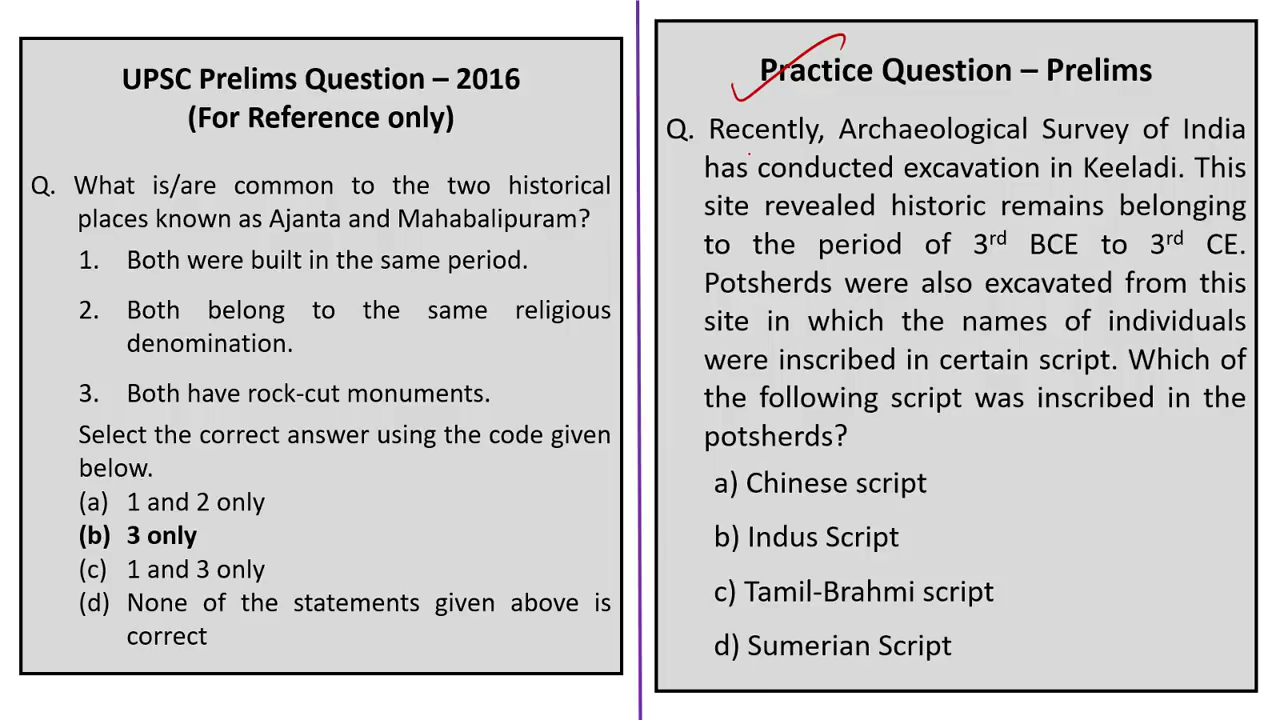 UPSC Prelims Question – 2016
(For Reference only)
Q. What is/are common to the two historical
places known as Ajanta and Mahabalipuram?
1. Both were built in the same period.
2. Both belong to the same religious
denomination.
3. Both have rock-cut monuments.
Select the correct answer using the code given
below.
(a) 1 and 2 only
(b) 3 only
(c) 1 and 3 only
(d) None of the statements given above is
correct
Practice Question – Prelims
Q. Recently, Archaeological Survey of India
has conducted excavation in Keeladi. This
site revealed historic remains belonging
to the period of 3rd BCE to 3rd CE.
Potsherds were also excavated from this
site in which the names of individuals
were inscribed in certain script. Which of
the following script was inscribed in the
potsherds?
a) Chinese script
b) Indus Script
c) Tamil-Brahmi script
d) Sumerian Script